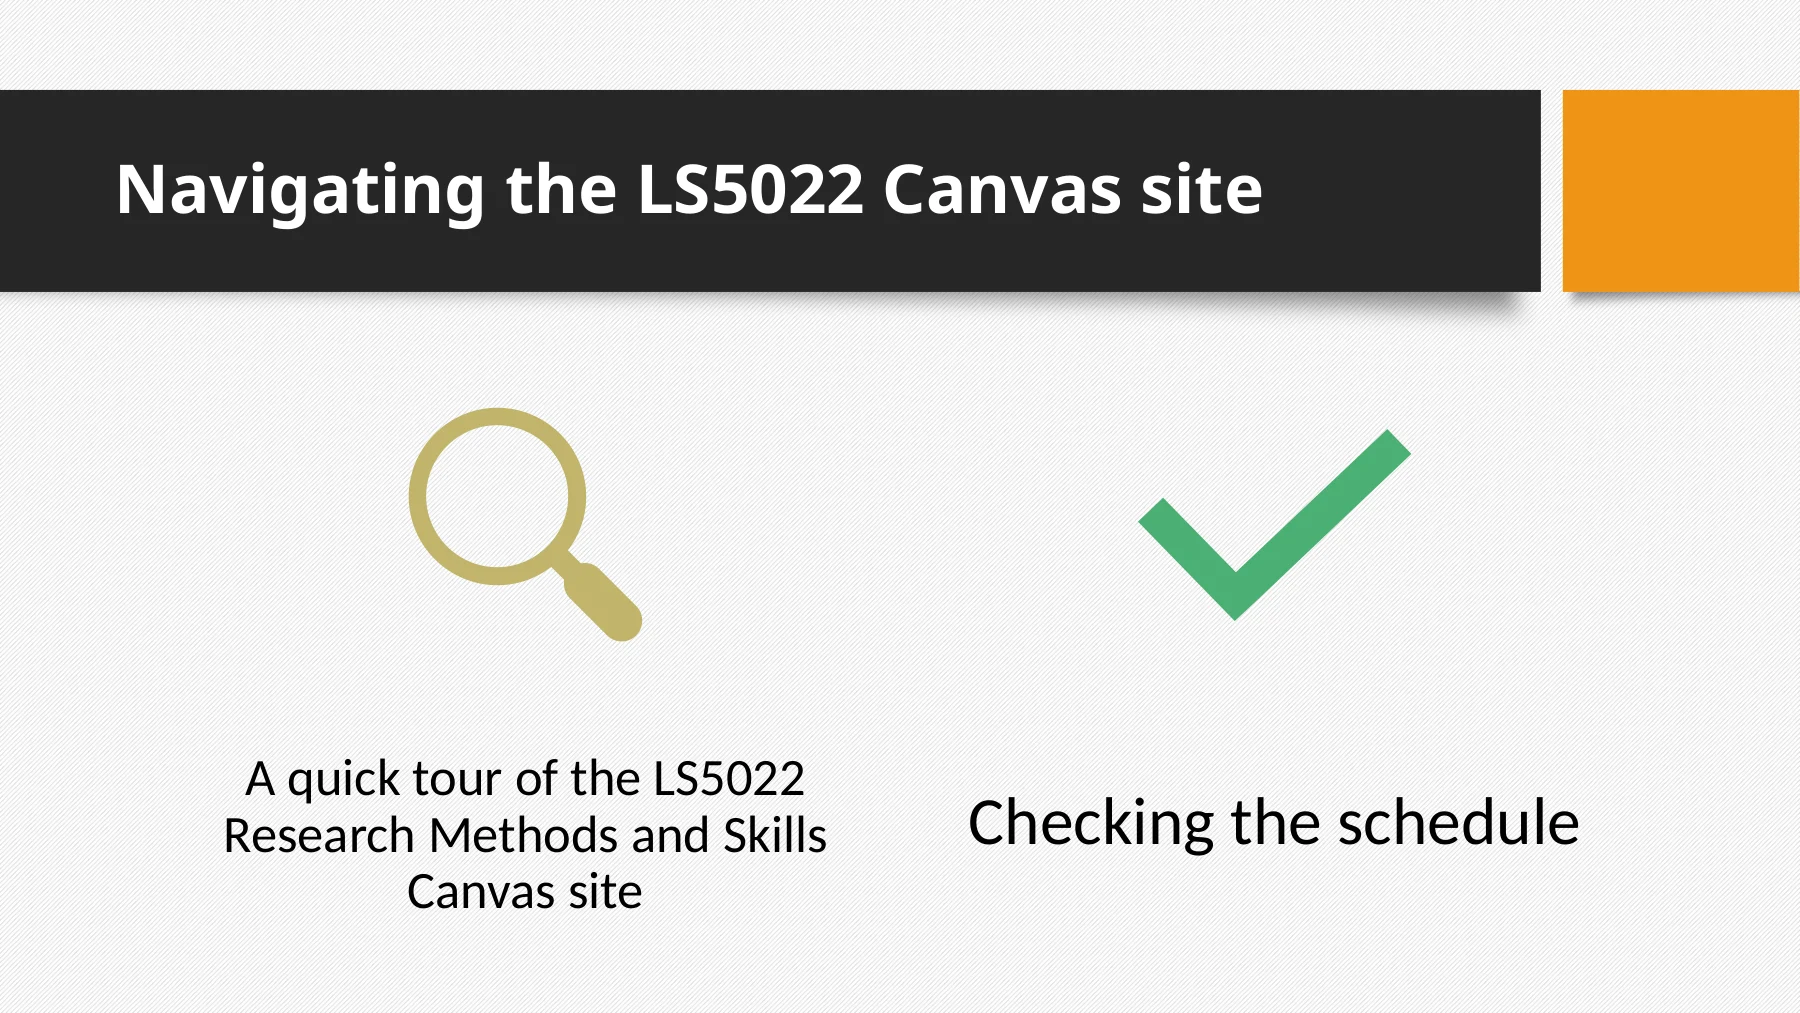 Navigating the LS5022 Canvas site
A quick tour of the LS5022
Research Methods and Skills
Canvas site
Checking the schedule